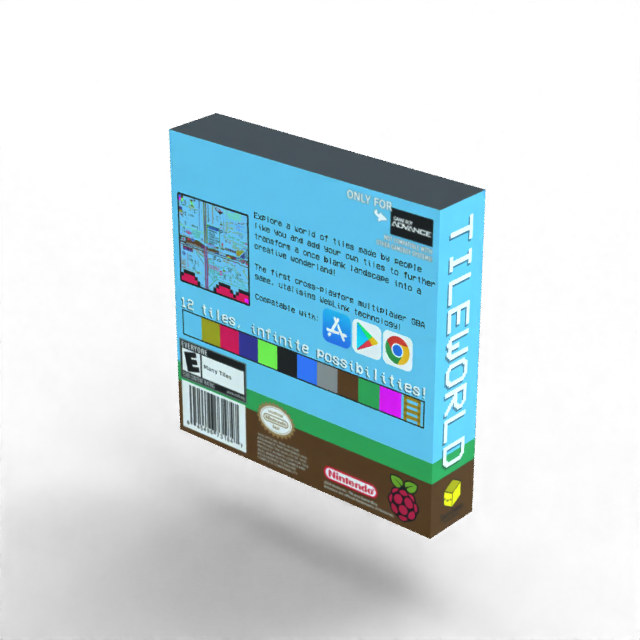 ONLY FOR
GAME BOY
ADVANCE
Explore a world of tiles made by people
like you and add your own tiles to further
transform a once blank landscape into a
creative wonderland!
The first cross-platform multiplayer GBA
game, utalising WebLink technology!
Compatable with:
12 tiles, infinite possibilities!
EVERYONE
E
Many Tiles
Nintendo
TILEWORLD